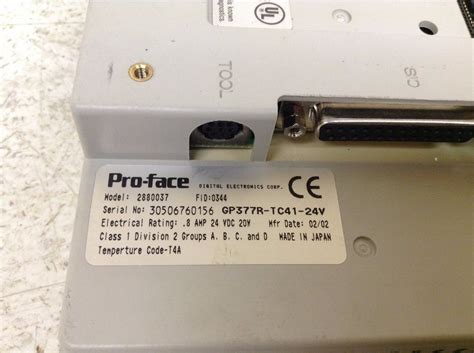 UL
TOOL
SIO
Pro-face DIGITAL ELECTRONICS CORP.
Model: 2880037 FID:0344
Serial No: 30506760156 GP377R-TC41-24V
Electrical Rating: .8 AMP 24 VDC 20W Mfr Date: 02/02
Class 1 Division 2 Groups A, B, C, and D MADE IN JAPAN
Temperture Code-T4A